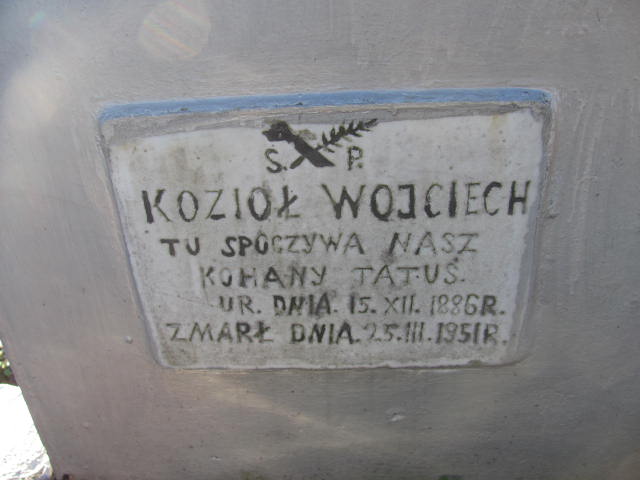 Ś. P.
KOZIOŁ WOJCIECH
TU SPOCZYWA NASZ
KOHANY TATUŚ.
UR. DNIA. 15. XII. 1886R.
ZMARŁ DNIA. 25. III. 1951R.